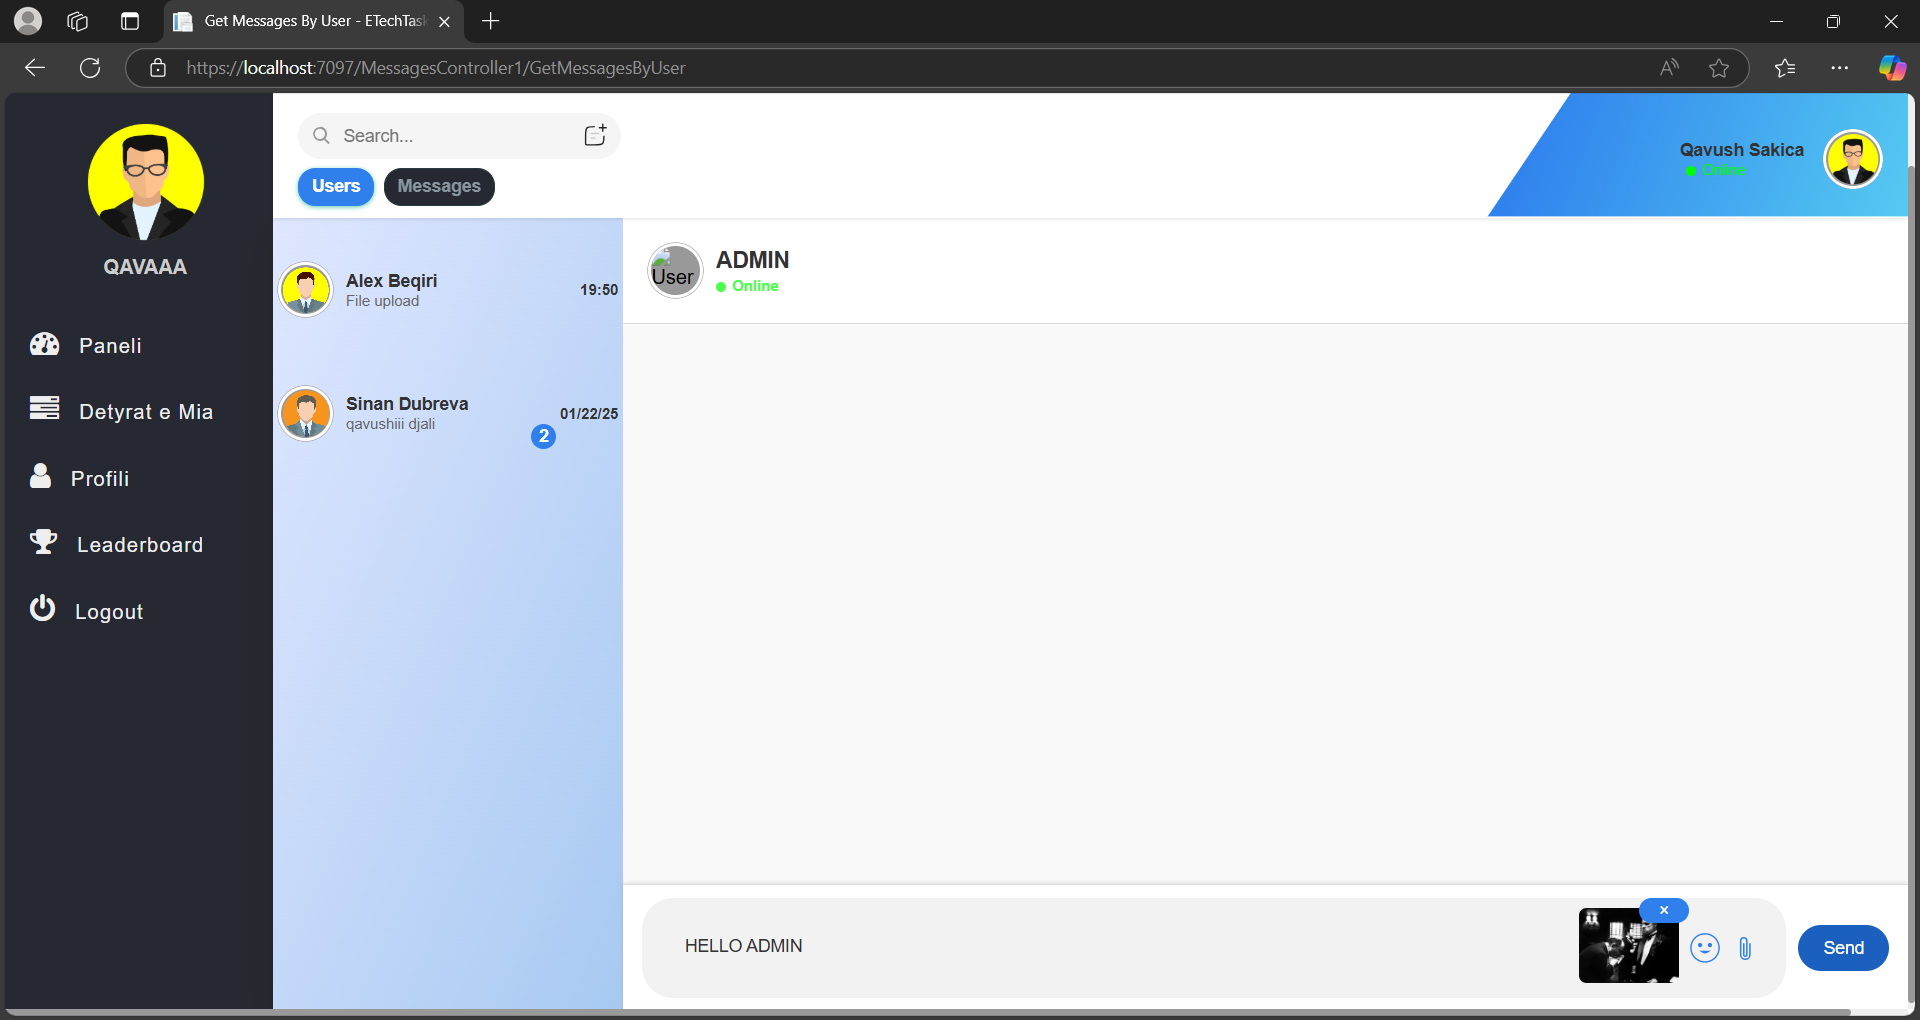 Get Messages By User - ETechTas
https://localhost:7097/MessagesController1/GetMessagesByUser
QAVAAA
Paneli
Detyrat e Mia
Profili
Leaderboard
Logout
Search...
Users
Messages
Qavush Sakica
Online
Alex Beqiri
File upload
19:50
Sinan Dubreva
qavushiii djali
01/22/25
2
User
ADMIN
Online
HELLO ADMIN
×
Send